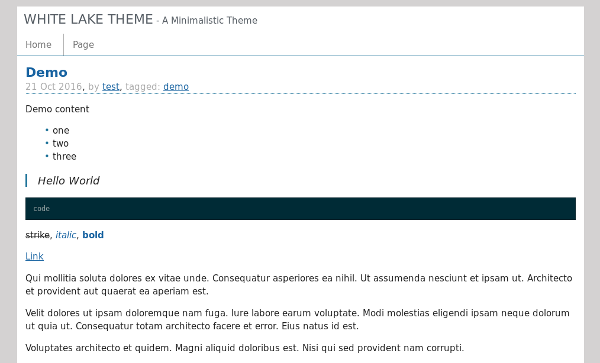 WHITE LAKE THEME - A Minimalistic Theme
Home Page
Demo
21 Oct 2016, by test, tagged: demo
Demo content
• one
• two
• three
Hello World
code
strike, italic, bold
Link
Qui mollitia soluta dolores ex vitae unde. Consequatur asperiores ea nihil. Ut assumenda nesciunt et ipsam ut. Architecto
et provident aut quaerat ea aperiam est.
Velit dolores ut ipsam doloremque nam fuga. Iure labore earum voluptate. Modi molestias eligendi ipsam neque dolorum
ut quia ut. Consequatur totam architecto facere et error. Eius natus id est.
Voluptates architecto et quidem. Magni aliquid doloribus est. Nisi qui sed provident nam corrupti.